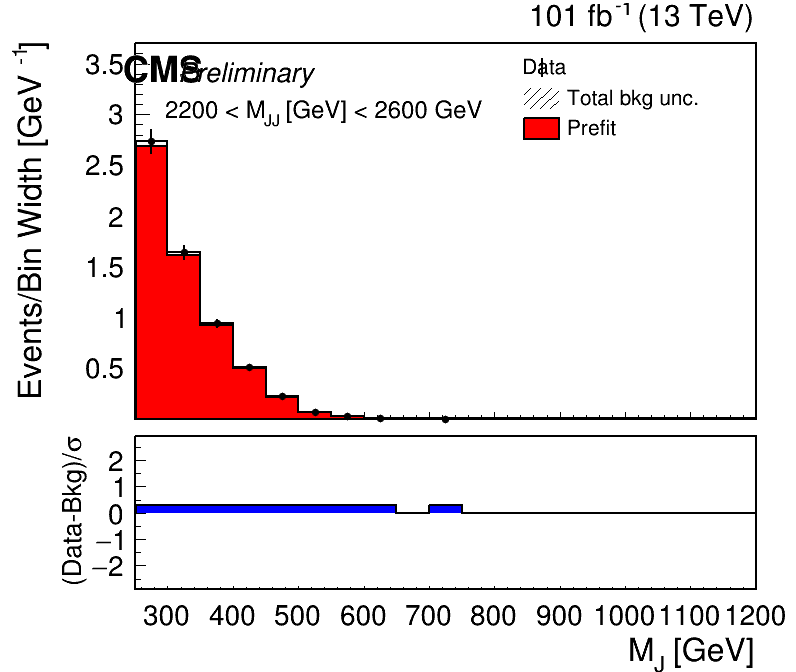 101 fb⁻¹ (13 TeV)
CMS Preliminary
2200 < M_JJ [GeV] < 2600 GeV
Data
Total bkg unc.
Prefit
Events/Bin Width [GeV⁻¹]
3.5
3
2.5
2
1.5
1
0.5
(Data-Bkg)/σ
2
1
0
−1
−2
300 400 500 600 700 800 900 1000 1100 1200
M_J [GeV]